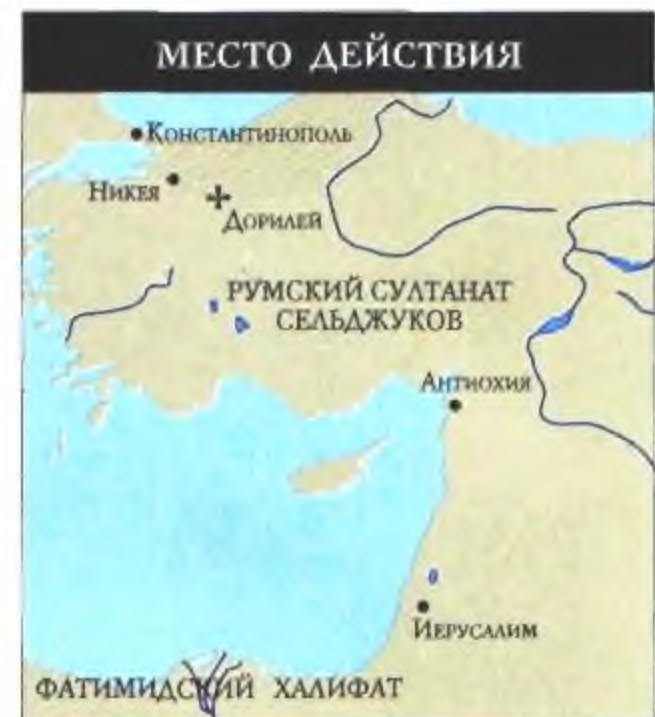 МЕСТО ДЕЙСТВИЯ
Константинополь
Никея
Дорилей
РУМСКИЙ СУЛТАНАТ
СЕЛЬДЖУКОВ
Антиохия
Иерусалим
ФАТИМИДСКИЙ ХАЛИФАТ